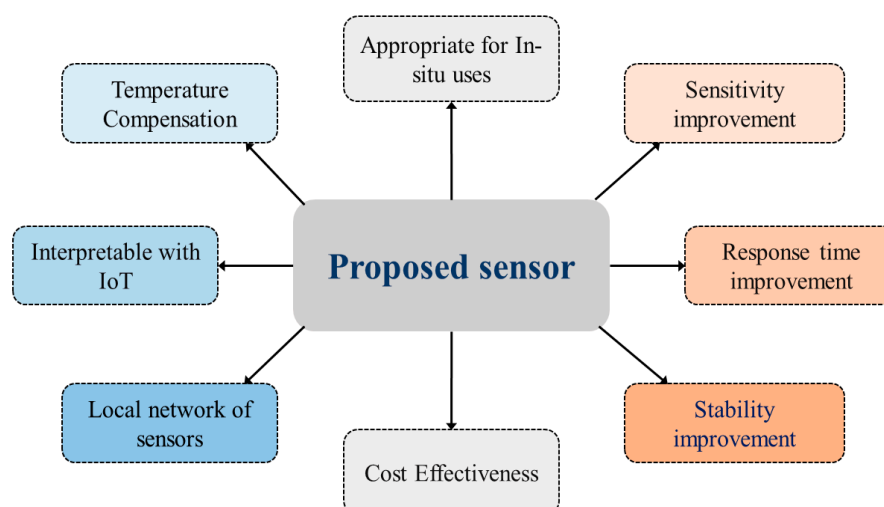 Appropriate for In-
situ uses
Temperature
Compensation
Sensitivity
improvement
Interpretable with
IoT
Proposed sensor
Response time
improvement
Local network of
sensors
Stability
improvement
Cost Effectiveness